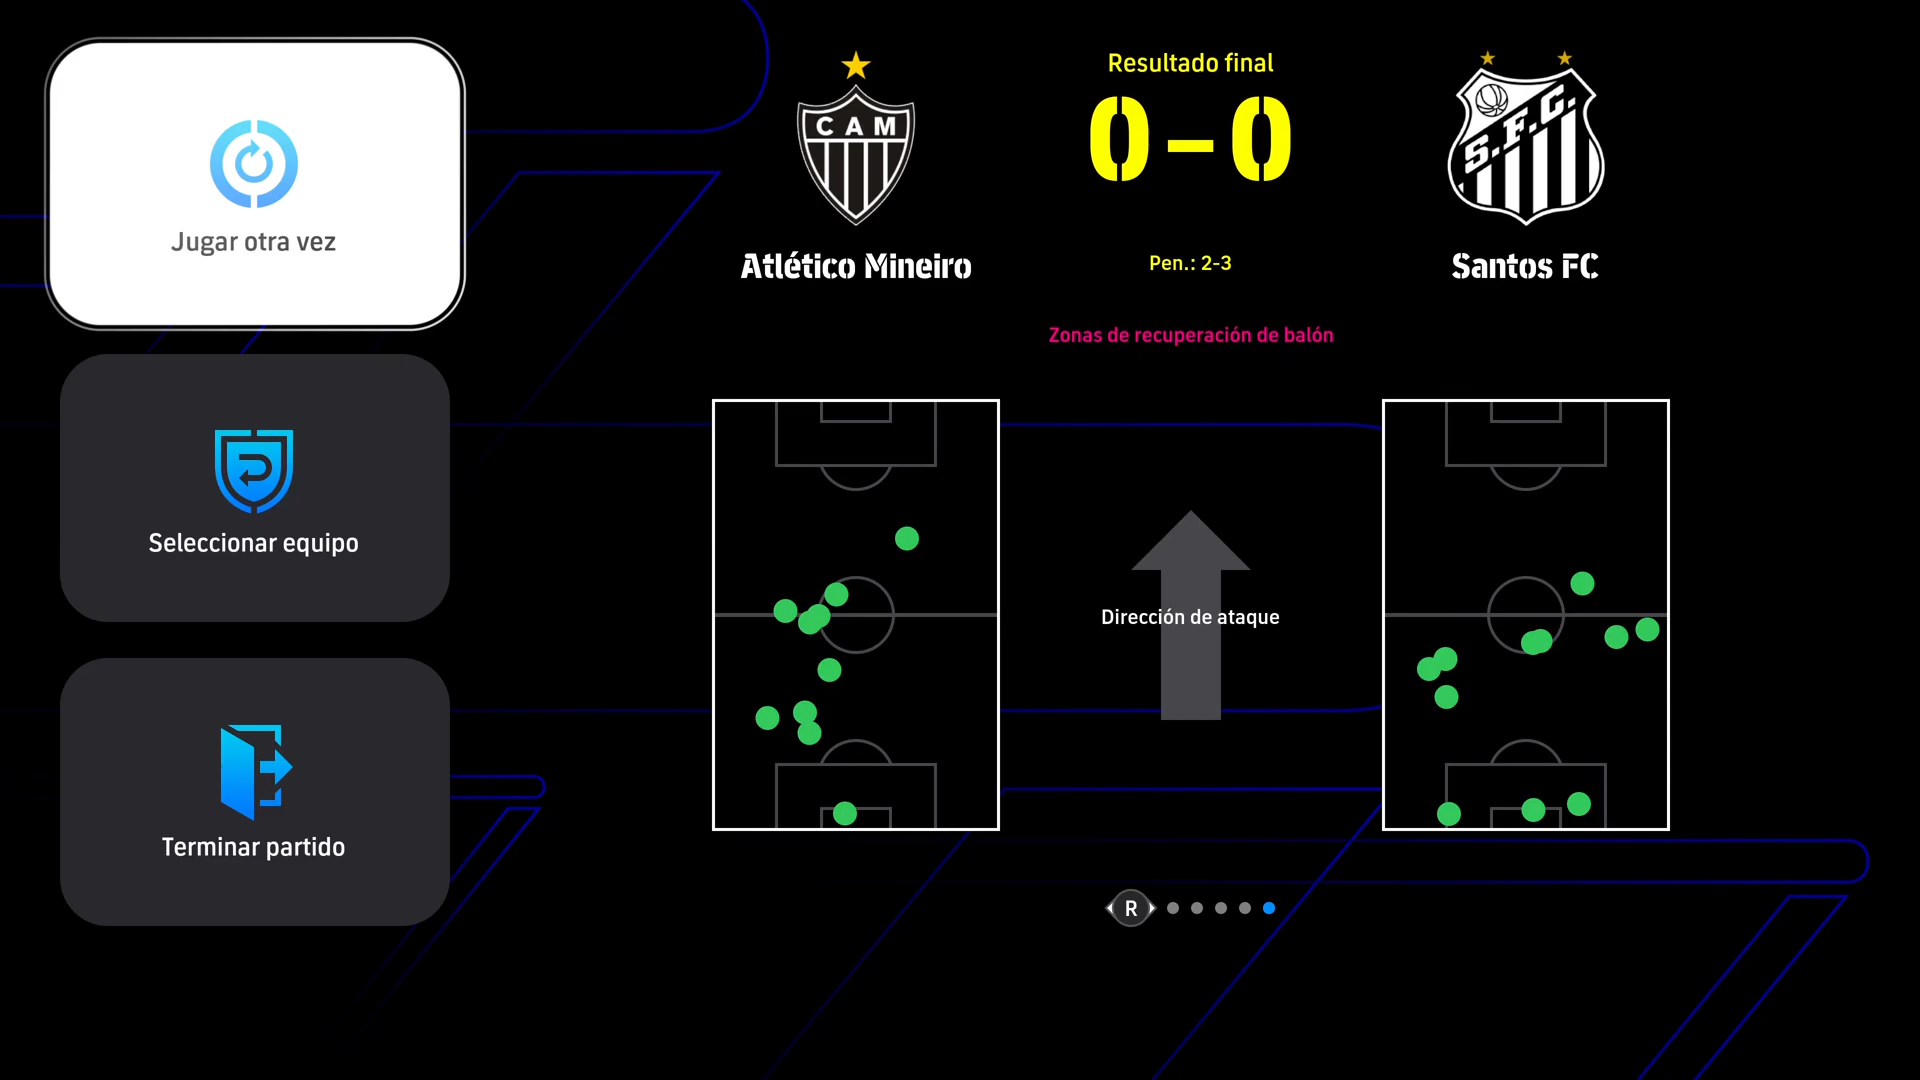 Jugar otra vez
Seleccionar equipo
Terminar partido
CAM
Atlético Mineiro
Resultado final
0-0
Pen.: 2-3
S.F.C.
Santos FC
Zonas de recuperación de balón
Dirección de ataque
R